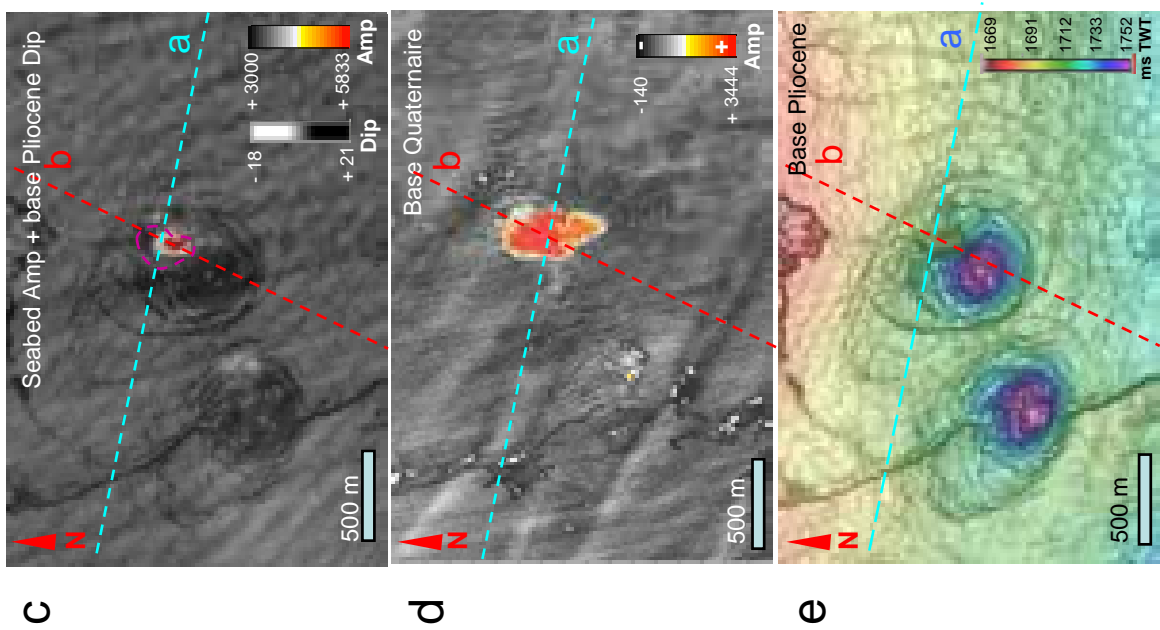 c
Seabed Amp + base Pliocene Dip
b
a
N
500 m
-18
+ 21
Dip
+ 3000
+ 5833
Amp
d
Base Quaternaire
b
a
N
500 m
-140
-
+
+ 3444
Amp
e
Base Pliocene
b
a
N
500 m
1669
1691
1712
1733
1752
ms TWT